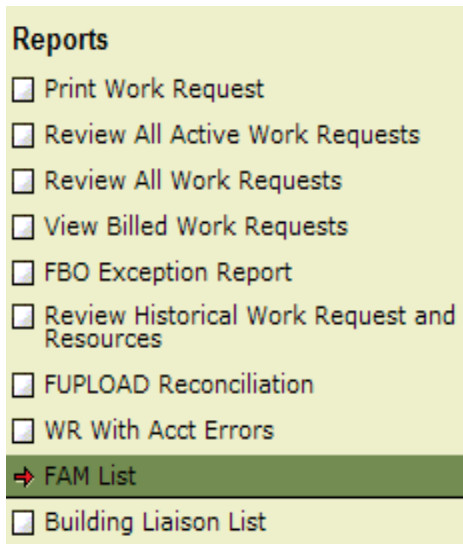 Reports
Print Work Request
Review All Active Work Requests
Review All Work Requests
View Billed Work Requests
FBO Exception Report
Review Historical Work Request and
Resources
FUPLOAD Reconciliation
WR With Acct Errors
FAM List
Building Liaison List